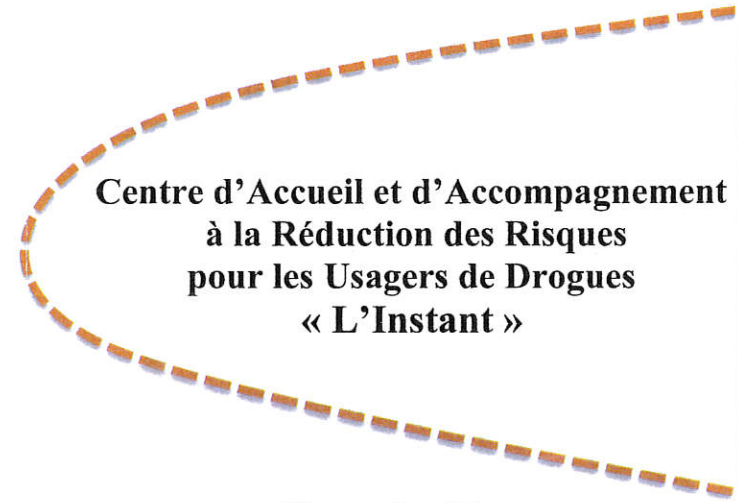 Centre d'Accueil et d'Accompagnement
à la Réduction des Risques
pour les Usagers de Drogues
« L'Instant »